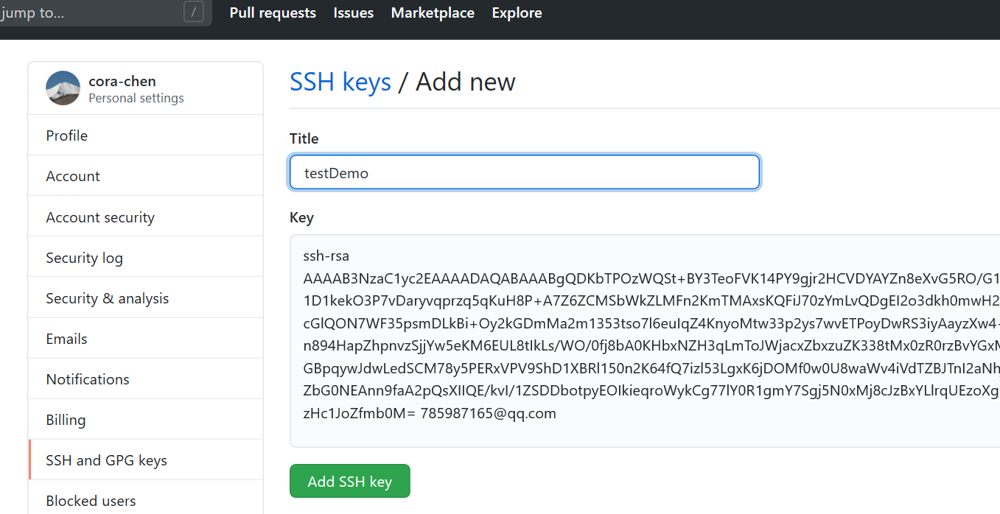 jump to...
/
Pull requests Issues Marketplace Explore
cora-chen
Personal settings
Profile
Account
Account security
Security log
Security & analysis
Emails
Notifications
Billing
SSH and GPG keys
Blocked users
SSH keys / Add new
Title
testDemo
Key
ssh-rsa
AAAAB3NzaC1yc2EAAAADAQABAAABgQDKbTPOzWQSt+BY3TeoFVK14PY9gjr2HCVDYAYZn8eXvG5RO/G1
1D1kekO3P7vDaryvqprzq5qKuH8P+A7Z6ZCMSbWkZLMFn2KmTMAxsKQFiJ70zYmLvQDgEI2o3dkh0mwH2
cGlQON7WF35psmDLkBi+Oy2kGDmMa2m1353tso7l6euIqZ4KnyoMtw33p2ys7wvETPoyDwRS3iyAayzXw4
n894HapZhpnvzSjjYw5eKM6EUL8tIkLs/WO/0fj8bA0KHbxNZH3qLmToJWjacxZbxzuZK338tMx0zR0rzBvYGxM
GBpqywJdwLedSCM78y5PERxVPV9ShD1XBRl150n2K64fQ7izl53LgxK6jDOMf0w0U8waWv4iVdTZBJTnI2aNh
ZbG0NEAnn9faA2pQsXIIQE/kvI/1ZSDDbotpyEOIkieqroWykCg77lY0R1gmY7Sgj5N0xMj8cJzBxYLlrqUEzoXg
zHc1JoZfmb0M= 785987165@qq.com
Add SSH key